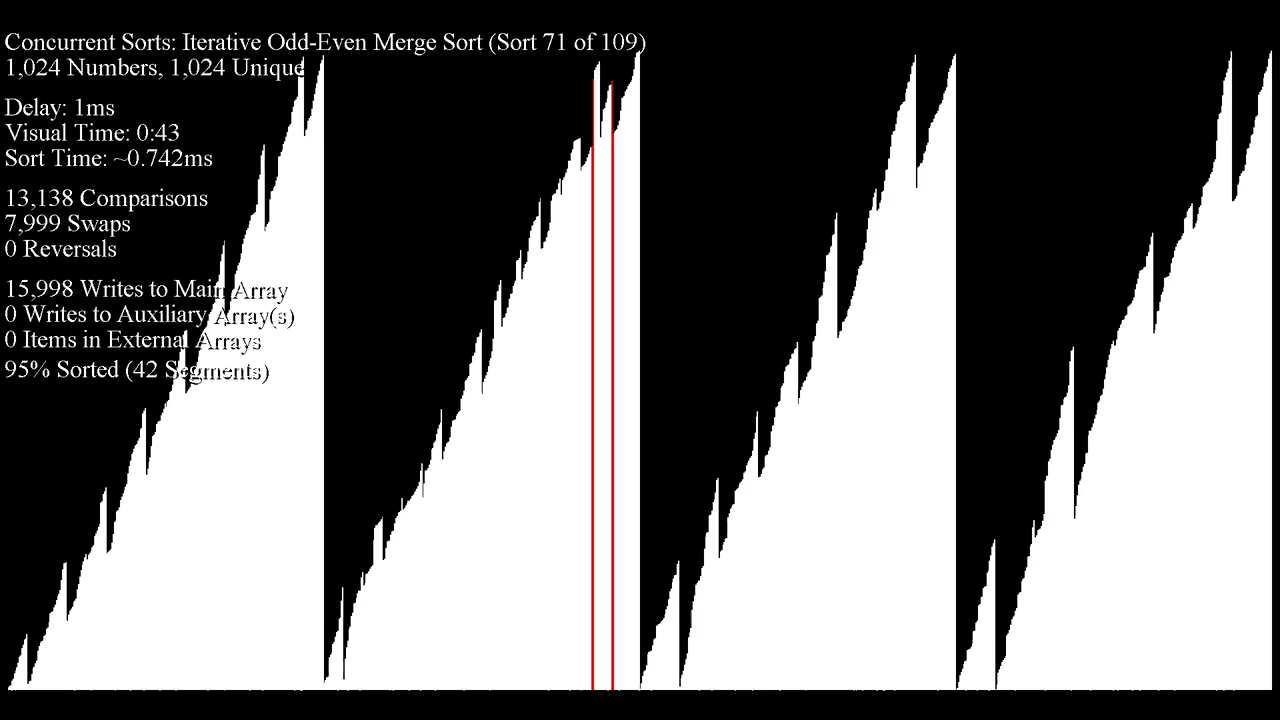 Concurrent Sorts: Iterative Odd-Even Merge Sort (Sort 71 of 109)
1,024 Numbers, 1,024 Unique
Delay: 1ms
Visual Time: 0:43
Sort Time: ~0.742ms
13,138 Comparisons
7,999 Swaps
0 Reversals
15,998 Writes to Main Array
0 Writes to Auxiliary Array(s)
0 Items in External Arrays
95% Sorted (42 Segments)